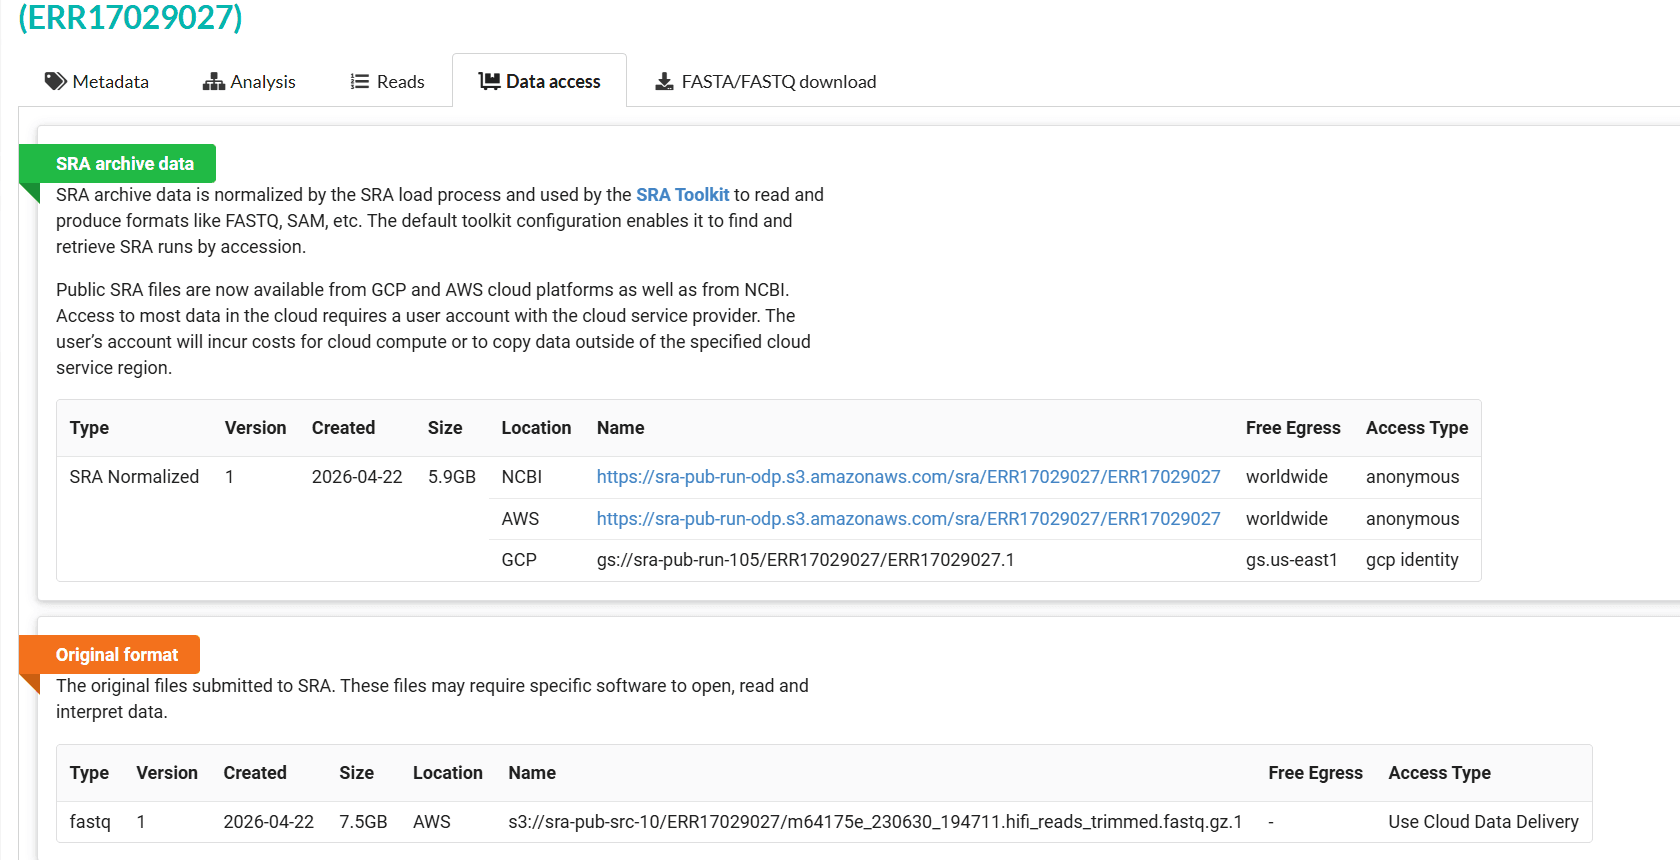 (ERR17029027)
Metadata Analysis Reads Data access FASTA/FASTQ download
SRA archive data
SRA archive data is normalized by the SRA load process and used by the SRA Toolkit to read and
produce formats like FASTQ, SAM, etc. The default toolkit configuration enables it to find and
retrieve SRA runs by accession.
Public SRA files are now available from GCP and AWS cloud platforms as well as from NCBI.
Access to most data in the cloud requires a user account with the cloud service provider. The
user’s account will incur costs for cloud compute or to copy data outside of the specified cloud
service region.
Type Version Created Size Location Name Free Egress Access Type
SRA Normalized 1 2026-04-22 5.9GB NCBI https://sra-pub-run-odp.s3.amazonaws.com/sra/ERR17029027/ERR17029027 worldwide anonymous
AWS https://sra-pub-run-odp.s3.amazonaws.com/sra/ERR17029027/ERR17029027 worldwide anonymous
GCP gs://sra-pub-run-105/ERR17029027/ERR17029027.1 gs.us-east1 gcp identity
Original format
The original files submitted to SRA. These files may require specific software to open, read and
interpret data.
Type Version Created Size Location Name Free Egress Access Type
fastq 1 2026-04-22 7.5GB AWS s3://sra-pub-src-10/ERR17029027/m64175e_230630_194711.hifi_reads_trimmed.fastq.gz.1 - Use Cloud Data Delivery